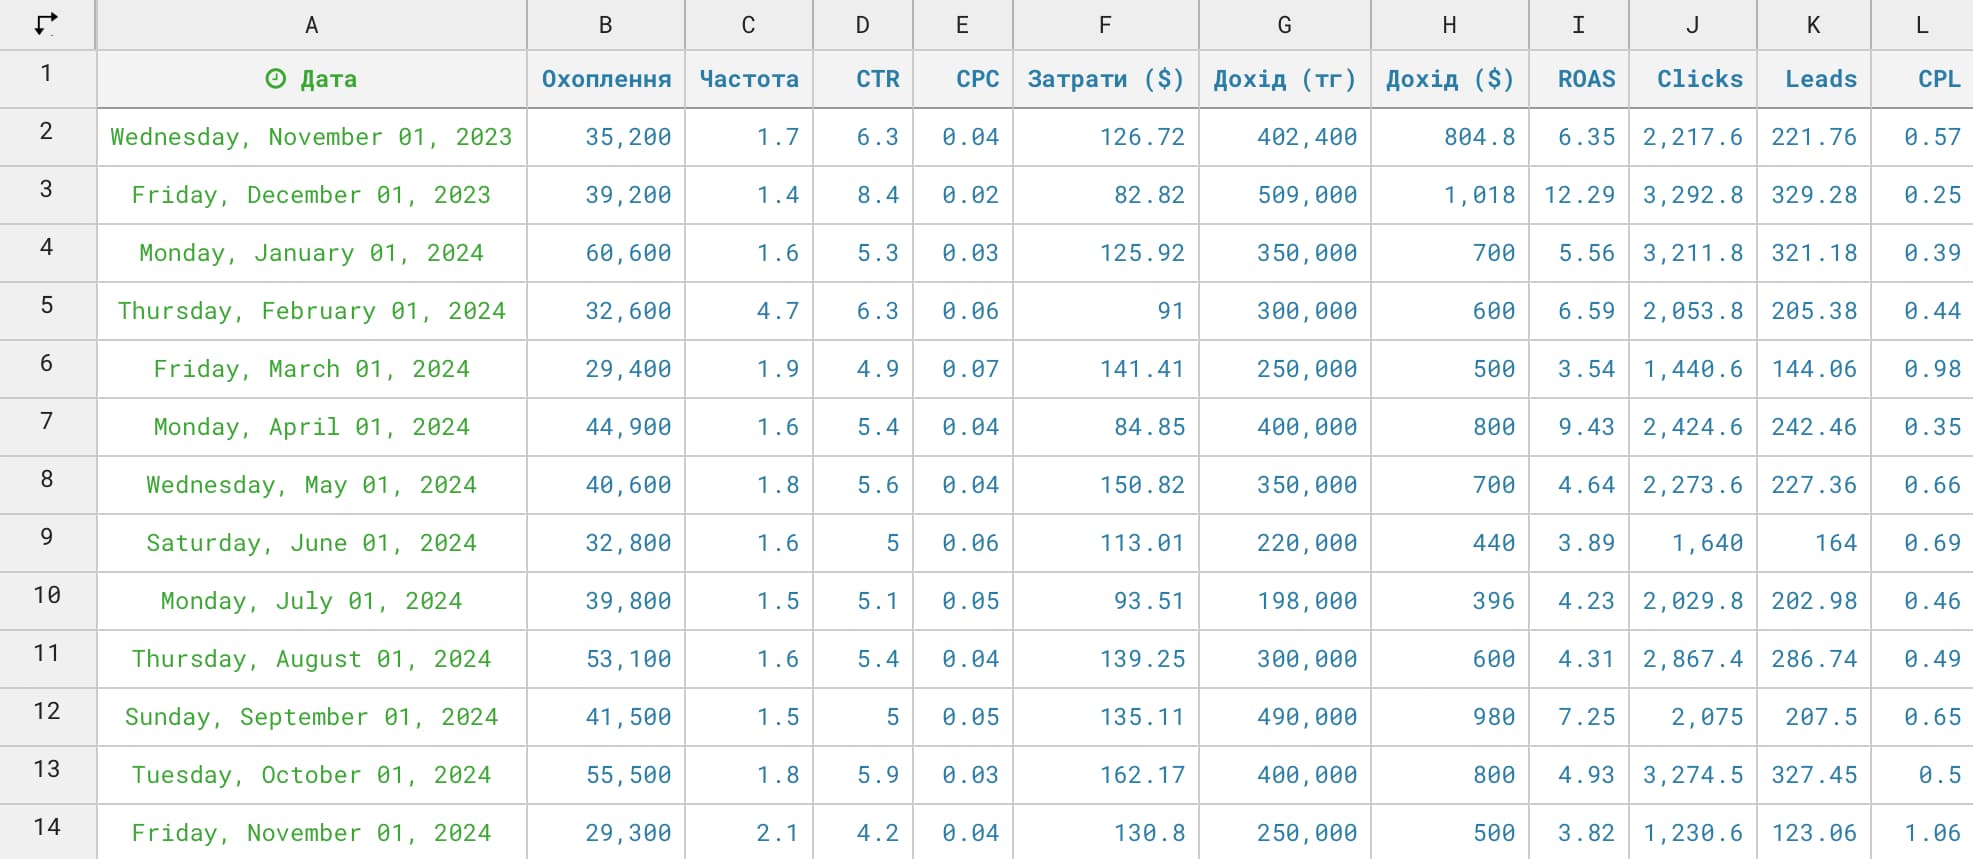 A B C D E F G H I J K L
1 Дата Охоплення Частота CTR CPC Затрати ($) Дохід (тг) Дохід ($) ROAS Clicks Leads CPL
2 Wednesday, November 01, 2023 35,200 1.7 6.3 0.04 126.72 402,400 804.8 6.35 2,217.6 221.76 0.57
3 Friday, December 01, 2023 39,200 1.4 8.4 0.02 82.82 509,000 1,018 12.29 3,292.8 329.28 0.25
4 Monday, January 01, 2024 60,600 1.6 5.3 0.03 125.92 350,000 700 5.56 3,211.8 321.18 0.39
5 Thursday, February 01, 2024 32,600 4.7 6.3 0.06 91 300,000 600 6.59 2,053.8 205.38 0.44
6 Friday, March 01, 2024 29,400 1.9 4.9 0.07 141.41 250,000 500 3.54 1,440.6 144.06 0.98
7 Monday, April 01, 2024 44,900 1.6 5.4 0.04 84.85 400,000 800 9.43 2,424.6 242.46 0.35
8 Wednesday, May 01, 2024 40,600 1.8 5.6 0.04 150.82 350,000 700 4.64 2,273.6 227.36 0.66
9 Saturday, June 01, 2024 32,800 1.6 5 0.06 113.01 220,000 440 3.89 1,640 164 0.69
10 Monday, July 01, 2024 39,800 1.5 5.1 0.05 93.51 198,000 396 4.23 2,029.8 202.98 0.46
11 Thursday, August 01, 2024 53,100 1.6 5.4 0.04 139.25 300,000 600 4.31 2,867.4 286.74 0.49
12 Sunday, September 01, 2024 41,500 1.5 5 0.05 135.11 490,000 980 7.25 2,075 207.5 0.65
13 Tuesday, October 01, 2024 55,500 1.8 5.9 0.03 162.17 400,000 800 4.93 3,274.5 327.45 0.5
14 Friday, November 01, 2024 29,300 2.1 4.2 0.04 130.8 250,000 500 3.82 1,230.6 123.06 1.06